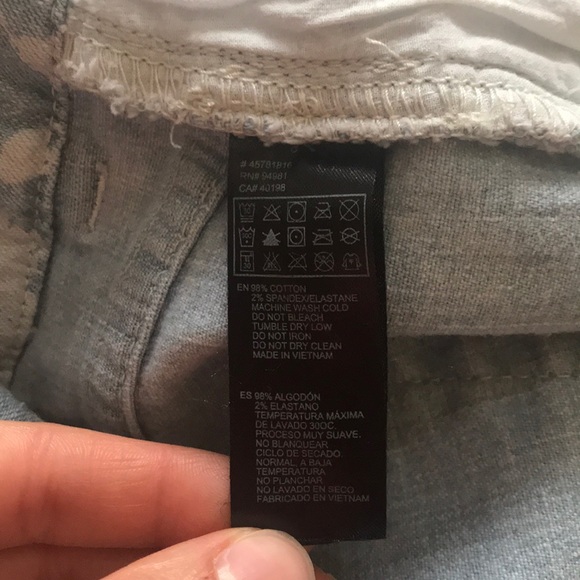 # 45781816
RN# 94981
CA# 40198
EN 98% COTTON
2% SPANDEX/ELASTANE
MACHINE WASH COLD
DO NOT BLEACH
TUMBLE DRY LOW
DO NOT IRON
DO NOT DRY CLEAN
MADE IN VIETNAM
ES 98% ALGODÓN
2% ELASTANO
TEMPERATURA MÁXIMA
DE LAVADO 30OC.
PROCESO MUY SUAVE.
NO BLANQUEAR
CICLO DE SECADO
NORMAL, A BAJA
TEMPERATURA
NO PLANCHAR
NO LAVADO EN SECO
FABRICADO EN VIETNAM